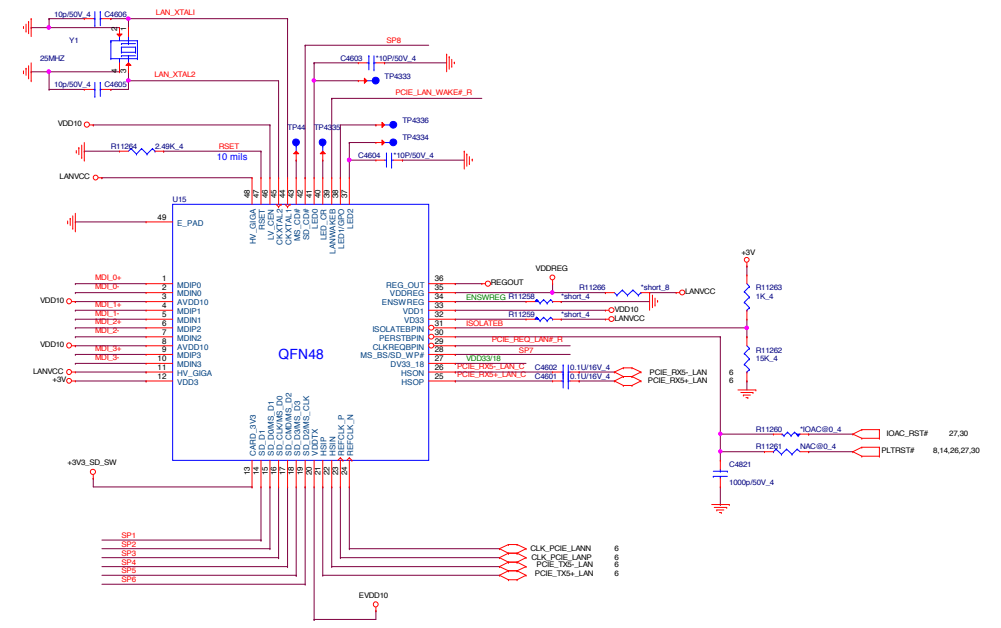 10p/50V_4 C4606 LAN_XTALI
Y1
25MHZ
LAN_XTAL2
10p/50V_4 C4605
SP8
C4603 *10P/50V_4
TP4333
PCIE_LAN_WAKE#_R
TP4336
TP44 TP4335
TP4334
C4604 *10P/50V_4
VDD10
R11264 2.49K_4 RSET
10 mils
LANVCC
48 47 46 45 44 43 42 41 40 39 38 37
U15
HV_GIGA
RSET
LV_CEN
CKXTAL2
CKXTAL1
MS_CD#
SD_CD#
LED0
LED_CR
LANWAKEB
LED1/GPO
LED2
49 E_PAD
MDI_0+ 1 MDIP0
MDI_0- 2 MDIN0
VDD10 3 AVDD10
MDI_1+ 4 MDIP1
MDI_1- 5 MDIN1
MDI_2+ 6 MDIP2
MDI_2- 7 MDIN2
VDD10 8 AVDD10
MDI_3+ 9 MDIP3
MDI_3- 10 MDIN3
LANVCC 11 HV_GIGA
+3V 12 VDD3
QFN48
REG_OUT 36 REGOUT
VDDREG
VDDREG 35 R11266 *short_8 LANVCC
ENSWREG 34 ENSWREG R11258 *short_4
VDD1 33 VDD10
VD33 32 R11259 *short_4 LANVCC
ISOLATEBPIN 31 ISOLATEB
PERSTBPIN 30
CLKREQBPIN 29 PCIE_REQ_LAN#_R
MS_BS/SD_WP# 28 SP7
DV33_18 27 VDD33/18
HSON 26 *PCIE_RX5-_LAN_C C4602 0.1U/16V_4 PCIE_RX5-_LAN 6
HSOP 25 *PCIE_RX5+_LAN_C C4601 0.1U/16V_4 PCIE_RX5+_LAN 6
+3V
R11263
1K_4
R11262
15K_4
R11260 *IOAC@0_4 IOAC_RST# 27,30
R11261 NAC@0_4 PLTRST# 8,14,26,27,30
C4821
1000p/50V_4
CARD_3V3
SD_D1
SD_D0/MS_D1
SD_CLK/MS_D0
SD_CMD/MS_D2
SD_D3/MS_D3
SD_D2/MS_CLK
VDDTX
HSIP
HSIN
REFCLK_P
REFCLK_N
13 14 15 16 17 18 19 20 21 22 23 24
+3V3_SD_SW
SP1
SP2
SP3
SP4
SP5
SP6
CLK_PCIE_LANN 6
CLK_PCIE_LANP 6
PCIE_TX5-_LAN 6
PCIE_TX5+_LAN 6
EVDD10